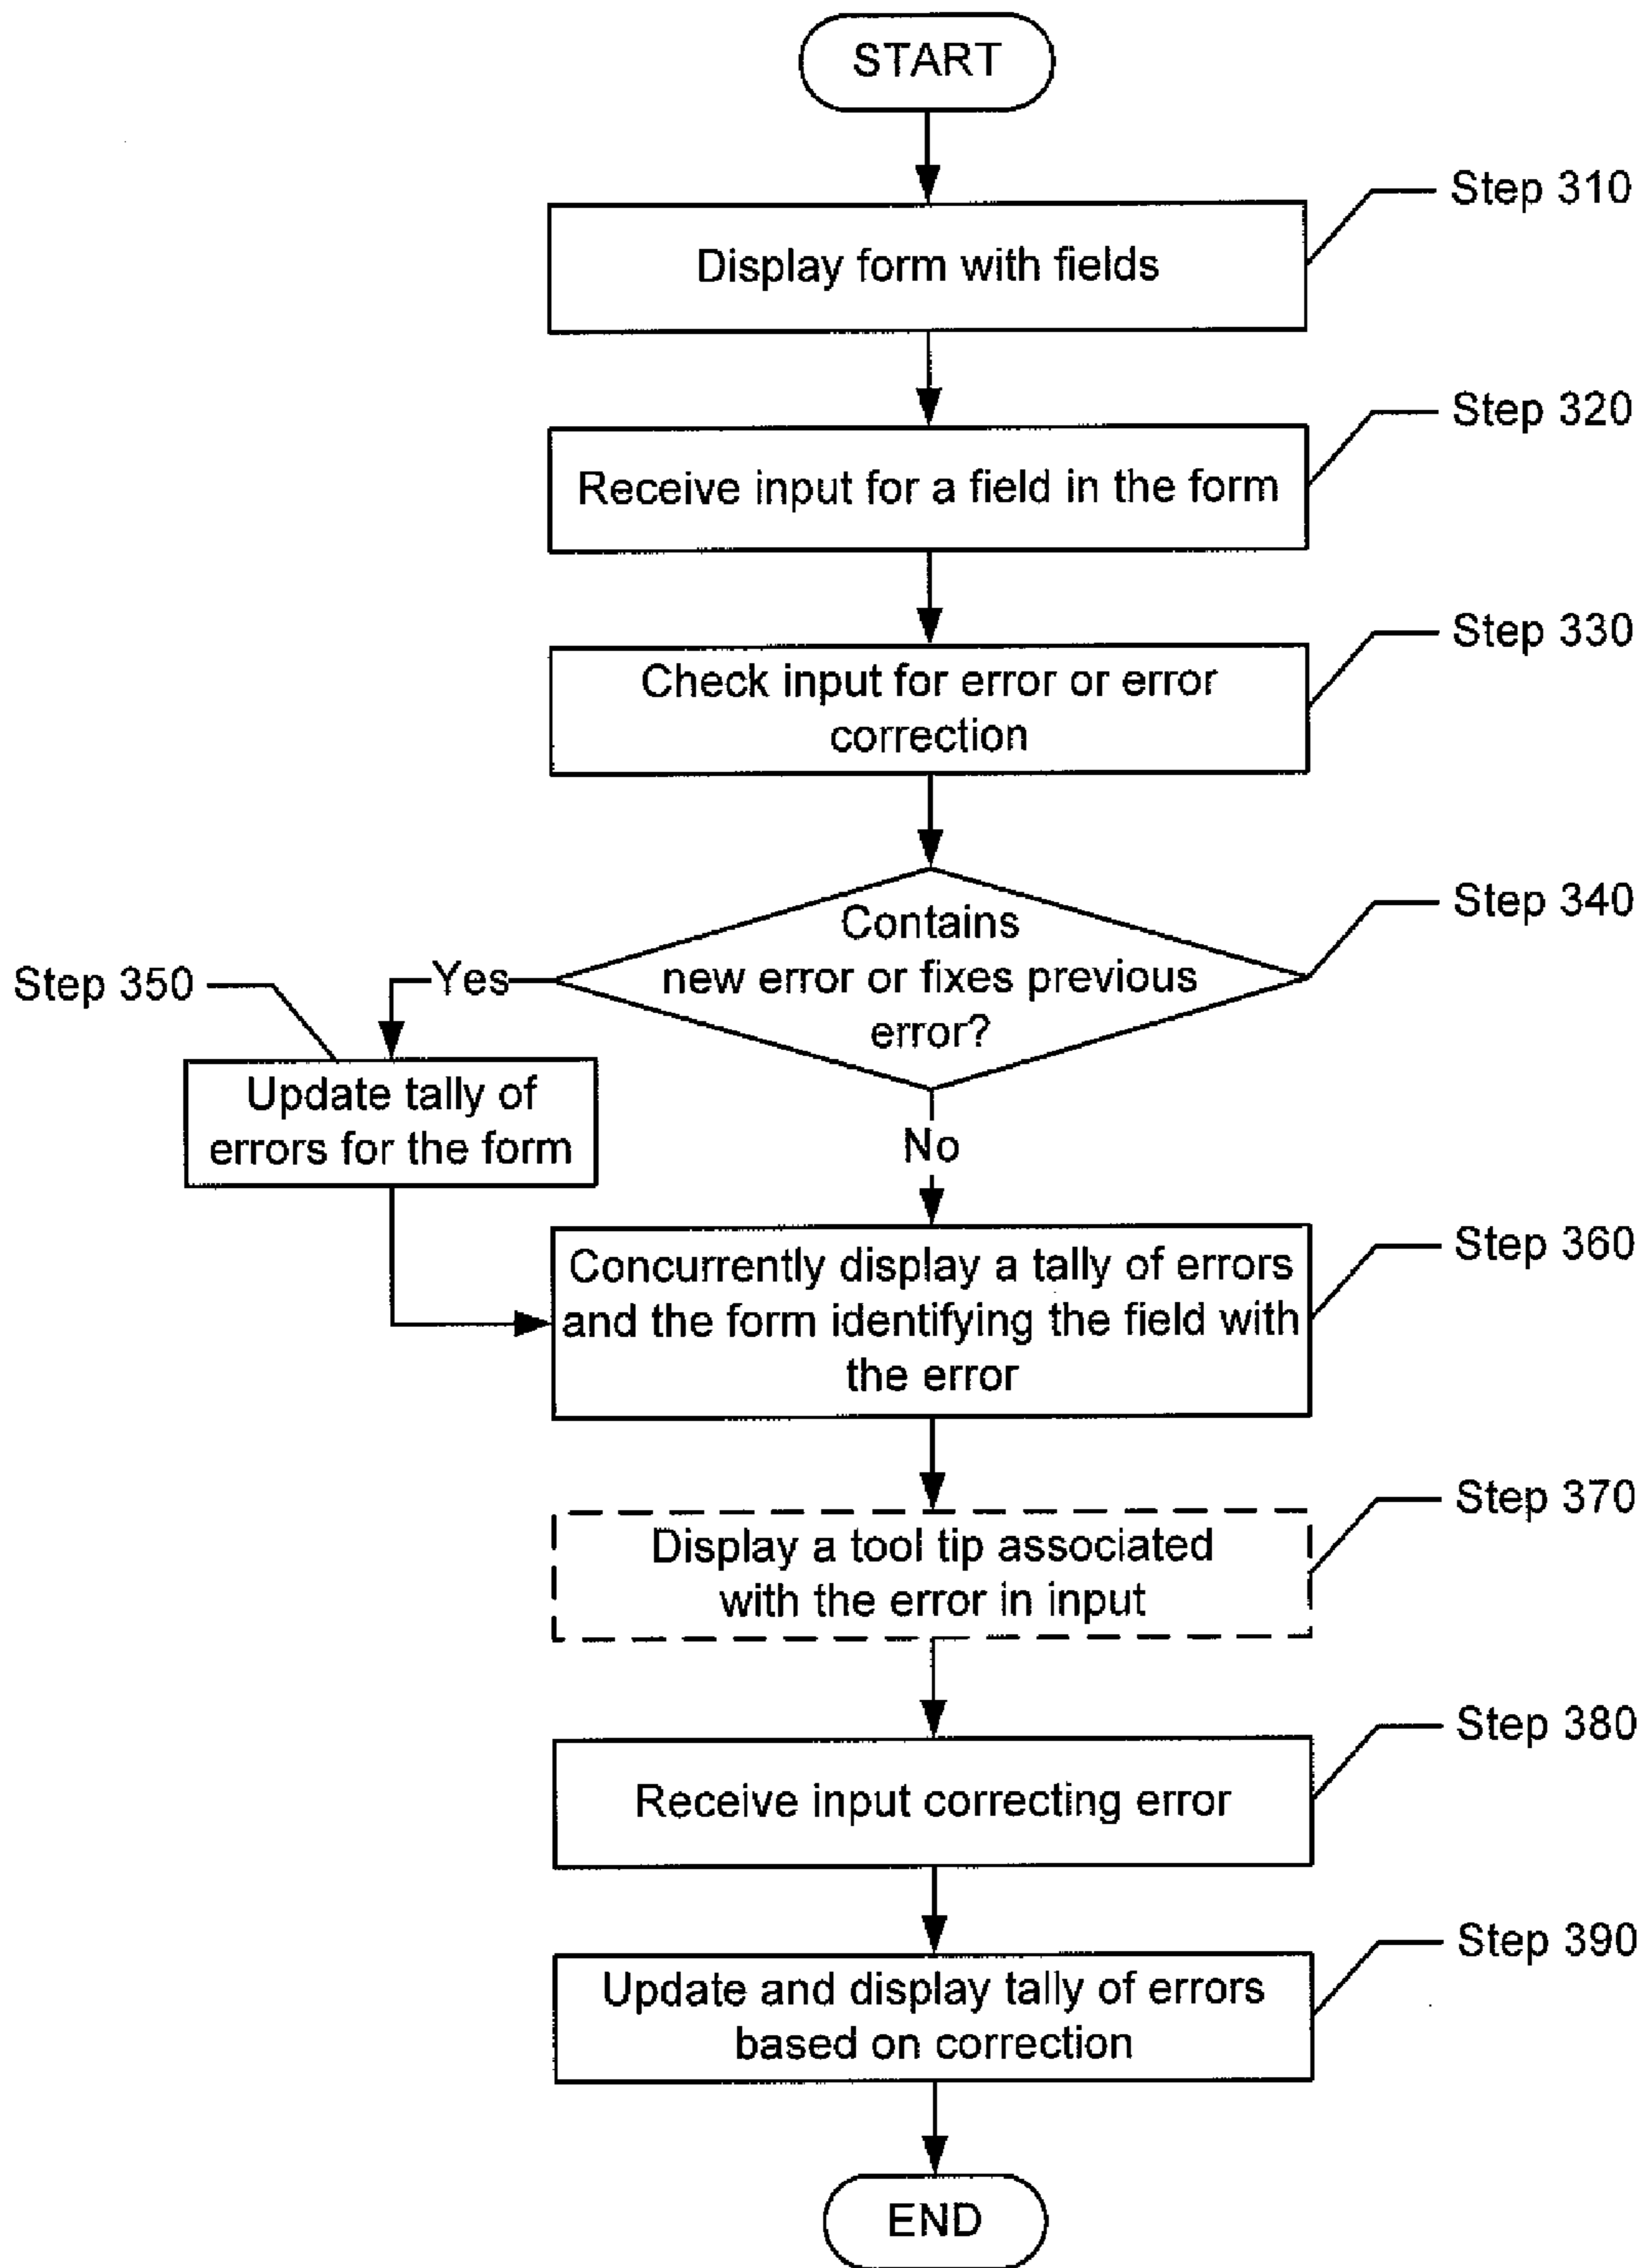 START
Step 310
Display form with fields
Step 320
Receive input for a field in the form
Step 330
Check input for error or error
correction
Step 340
Contains
new error or fixes previous
error?
Yes
Step 350
Update tally of
errors for the form
No
Step 360
Concurrently display a tally of errors
and the form identifying the field with
the error
Step 370
Display a tool tip associated
with the error in input
Step 380
Receive input correcting error
Step 390
Update and display tally of errors
based on correction
END